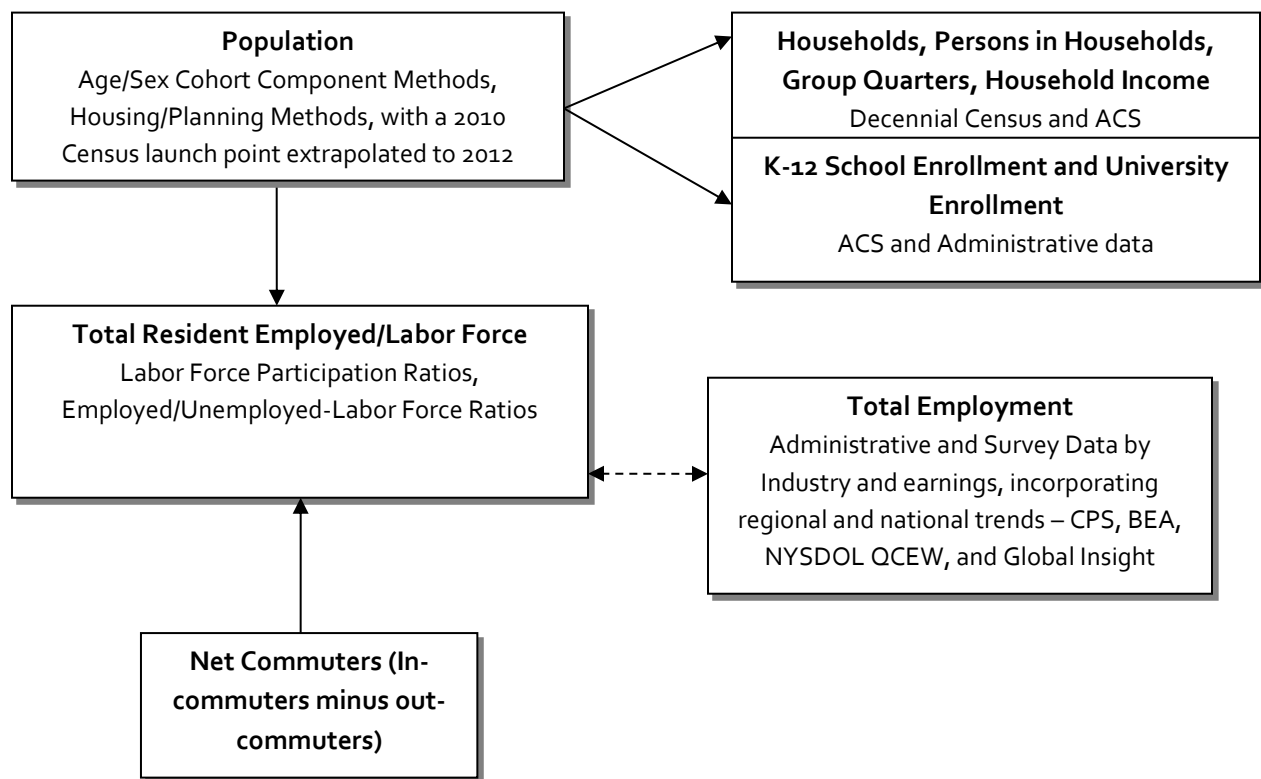 Population
Age/Sex Cohort Component Methods,
Housing/Planning Methods, with a 2010
Census launch point extrapolated to 2012
Households, Persons in Households,
Group Quarters, Household Income
Decennial Census and ACS
K-12 School Enrollment and University
Enrollment
ACS and Administrative data
Total Resident Employed/Labor Force
Labor Force Participation Ratios,
Employed/Unemployed-Labor Force Ratios
Total Employment
Administrative and Survey Data by
Industry and earnings, incorporating
regional and national trends – CPS, BEA,
NYSDOL QCEW, and Global Insight
Net Commuters (In-
commuters minus out-
commuters)